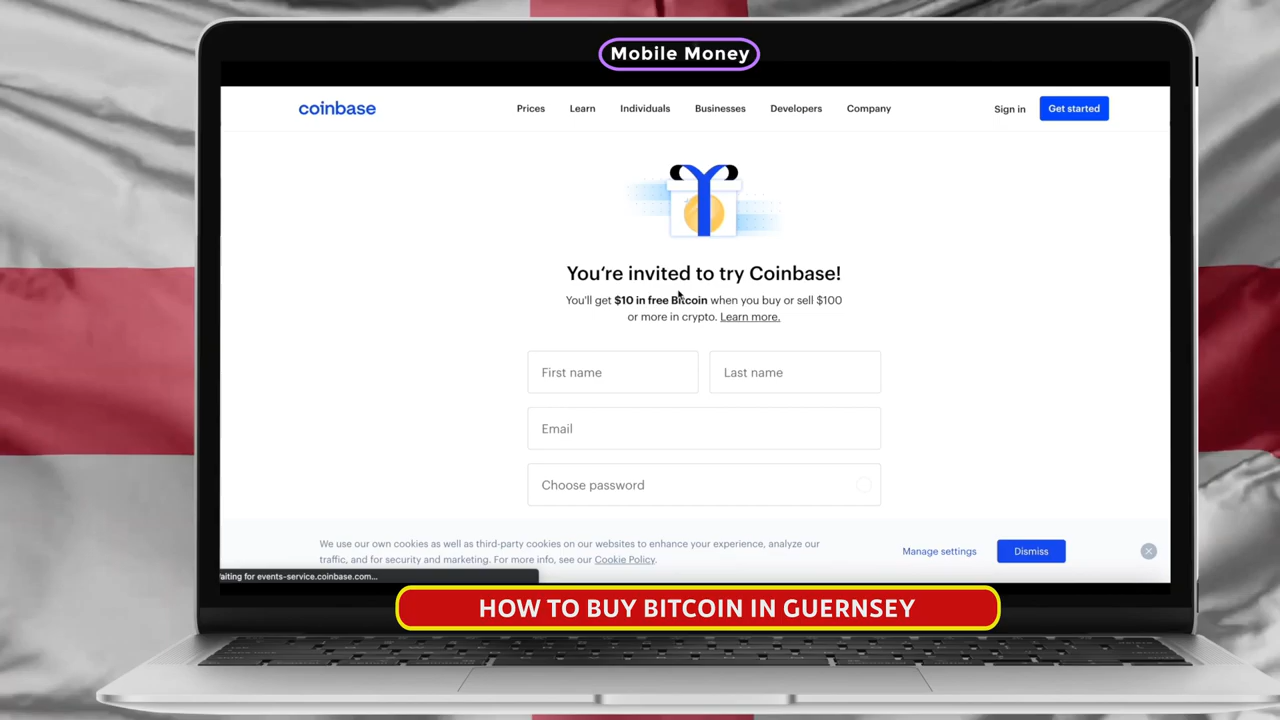 Mobile Money
coinbase
Prices Learn Individuals Businesses Developers Company
Sign in Get started
You're invited to try Coinbase!
You'll get $10 in free Bitcoin when you buy or sell $100
or more in crypto. Learn more.
First name Last name
Email
Choose password
We use our own cookies as well as third-party cookies on our websites to enhance your experience, analyze our
traffic, and for security and marketing. For more info, see our Cookie Policy.
Manage settings Dismiss
aiting for events-service.coinbase.com...
HOW TO BUY BITCOIN IN GUERNSEY